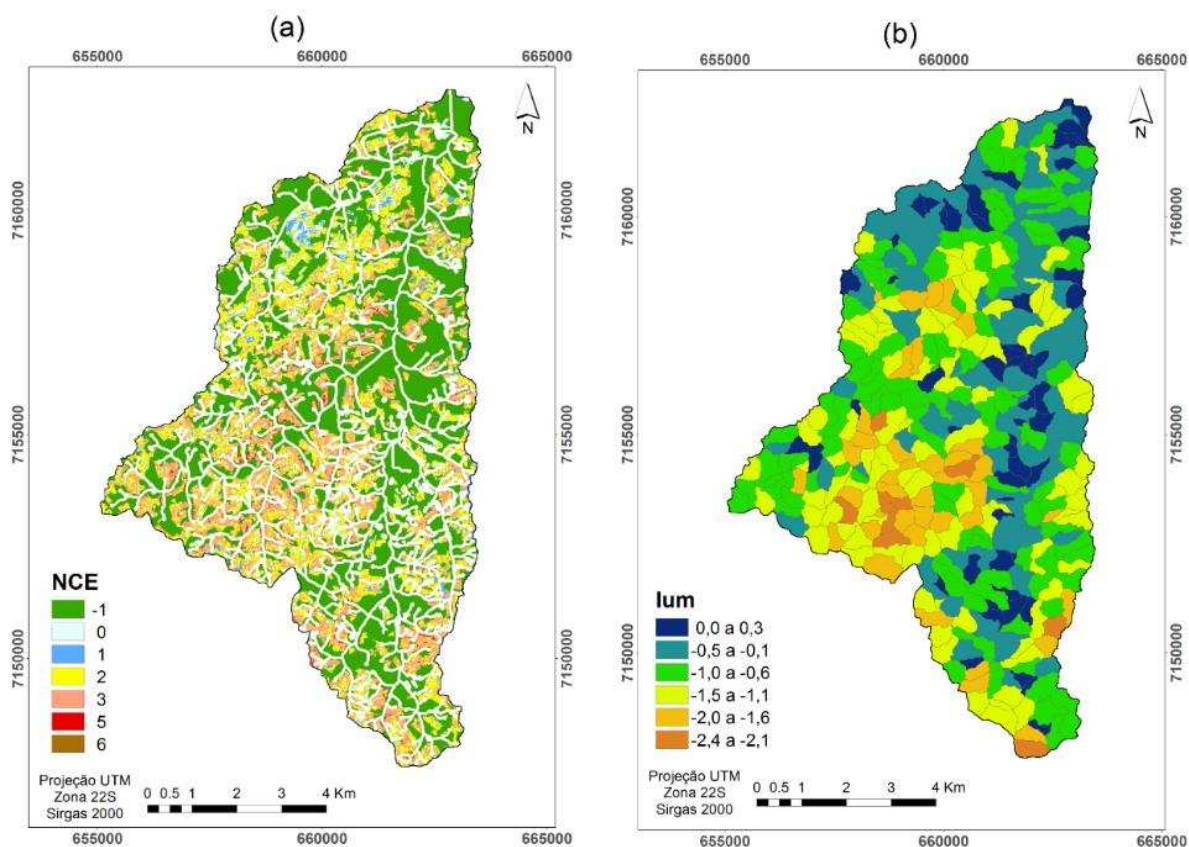 (a)
655000 660000 665000
N
7160000
7160000
7155000
7155000
7150000
7150000
NCE
-1
0
1
2
3
5
6
Projeção UTM
Zona 22S
Sirgas 2000
0 0.5 1 2 3 4 Km
655000 660000 665000
(b)
655000 660000 665000
N
7160000
7160000
7155000
7155000
7150000
7150000
Ium
0,0 a 0,3
-0,5 a -0,1
-1,0 a -0,6
-1,5 a -1,1
-2,0 a -1,6
-2,4 a -2,1
Projeção UTM
Zona 22S
Sirgas 2000
0 0.5 1 2 3 4 Km
655000 660000 665000